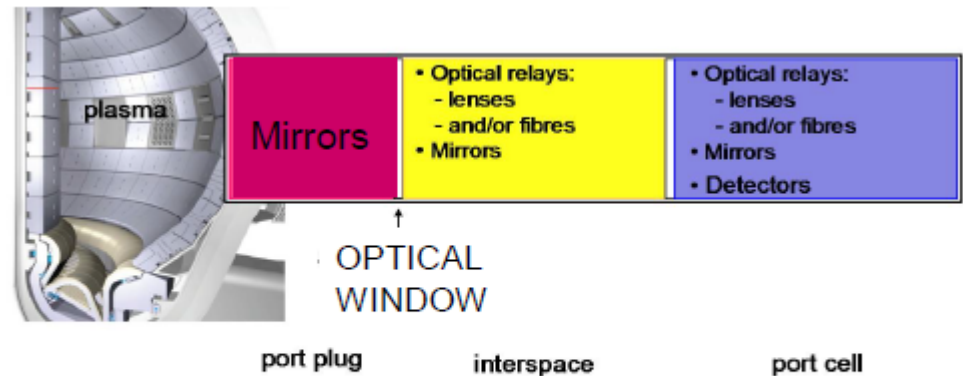 plasma
Mirrors
• Optical relays:
- lenses
- and/or fibres
• Mirrors
• Optical relays:
- lenses
- and/or fibres
• Mirrors
• Detectors
OPTICAL
WINDOW
port plug
interspace
port cell